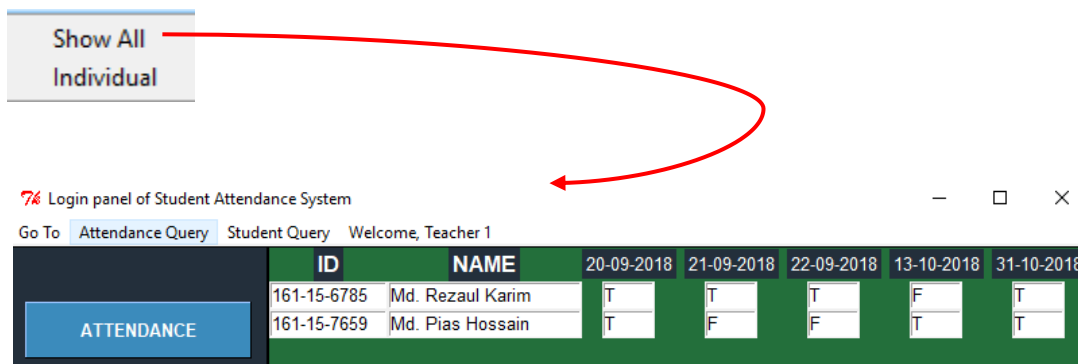 Show All
Individual
Login panel of Student Attendance System
Go To Attendance Query Student Query Welcome, Teacher 1
ID NAME 20-09-2018 21-09-2018 22-09-2018 13-10-2018 31-10-2018
161-15-6785 Md. Rezaul Karim T T T F T
161-15-7659 Md. Pias Hossain T F F T T
ATTENDANCE